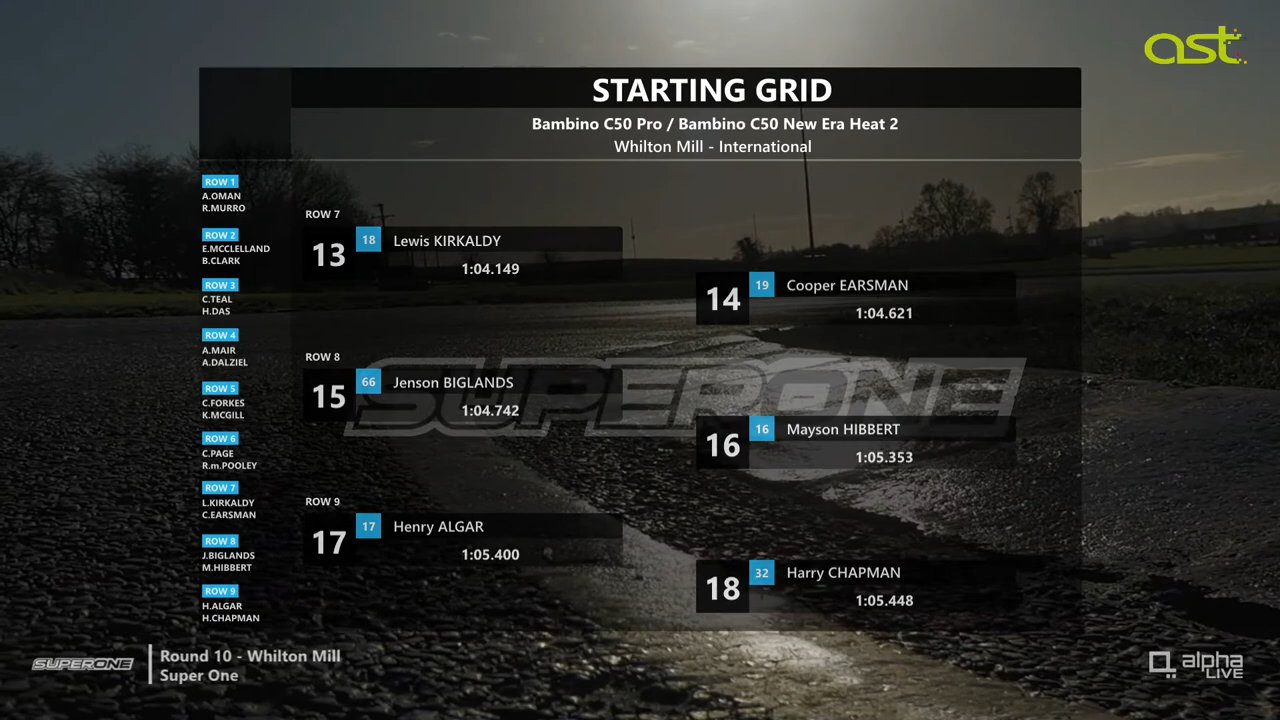 ast
STARTING GRID
Bambino C50 Pro / Bambino C50 New Era Heat 2
Whilton Mill - International
ROW 1
A.OMAN
R.MURRO
ROW 2
E.MCCLELLAND
B.CLARK
ROW 3
C.TEAL
H.DAS
ROW 4
A.MAIR
A.DALZIEL
ROW 5
C.FORKES
K.MCGILL
ROW 6
C.PAGE
R.m.POOLEY
ROW 7
L.KIRKALDY
C.EARSMAN
ROW 8
J.BIGLANDS
M.HIBBERT
ROW 9
H.ALGAR
H.CHAPMAN
ROW 7
13 18 Lewis KIRKALDY
1:04.149
14 19 Cooper EARSMAN
1:04.621
ROW 8
15 66 Jenson BIGLANDS
1:04.742
16 16 Mayson HIBBERT
1:05.353
ROW 9
17 17 Henry ALGAR
1:05.400
18 32 Harry CHAPMAN
1:05.448
SUPERONE
SUPERONE
Round 10 - Whilton Mill
Super One
alpha
LIVE